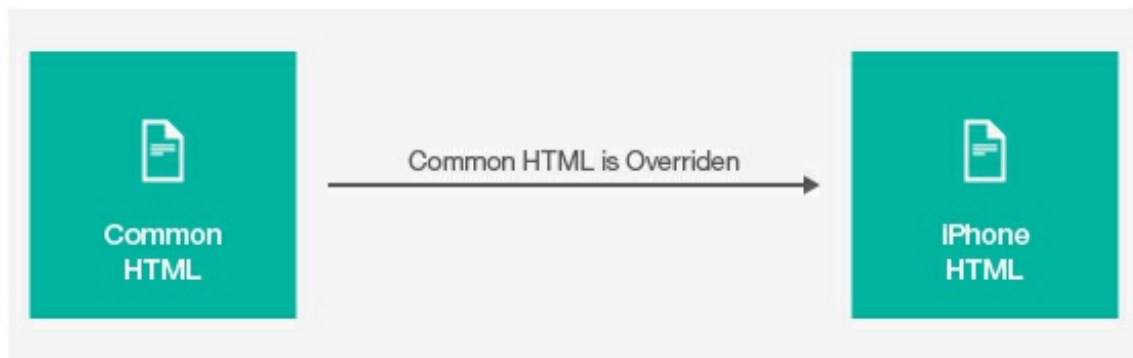 Common HTML is Overriden
Common
HTML
iPhone
HTML